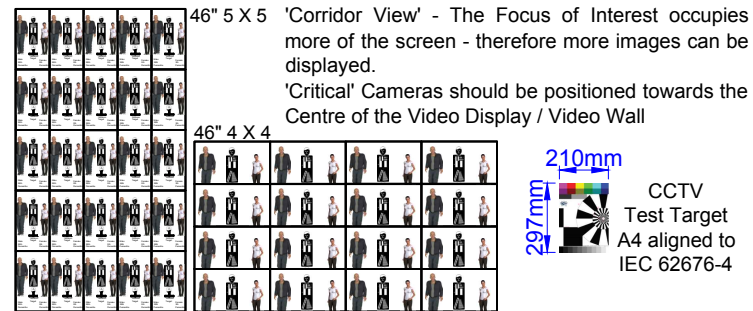 46" 5 X 5
'Corridor View' - The Focus of Interest occupies
more of the screen - therefore more images can be
displayed.
'Critical' Cameras should be positioned towards the
Centre of the Video Display / Video Wall
46" 4 X 4
210mm
297mm
CCTV
Test Target
A4 aligned to
IEC 62676-4